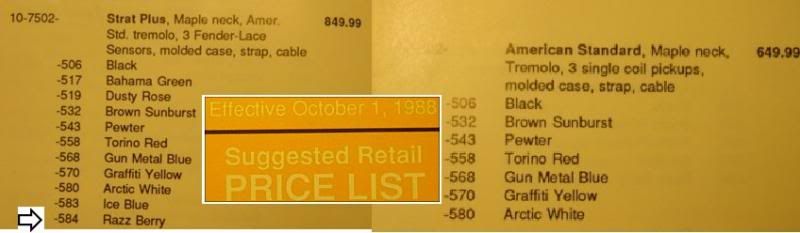 10-7502-
Strat Plus, Maple neck, Amer. 849.99
Std. tremolo, 3 Fender-Lace
Sensors, molded case, strap, cable
-506 Black
-517 Bahama Green
-519 Dusty Rose
-532 Brown Sunburst
-543 Pewter
-558 Torino Red
-568 Gun Metal Blue
-570 Graffiti Yellow
-580 Arctic White
-583 Ice Blue
-584 Razz Berry
Effective October 1, 1988
Suggested Retail
PRICE LIST
American Standard, Maple neck, 649.99
Tremolo, 3 single coil pickups,
molded case, strap, cable
-506 Black
-532 Brown Sunburst
-543 Pewter
-558 Torino Red
-568 Gun Metal Blue
-570 Graffiti Yellow
-580 Arctic White